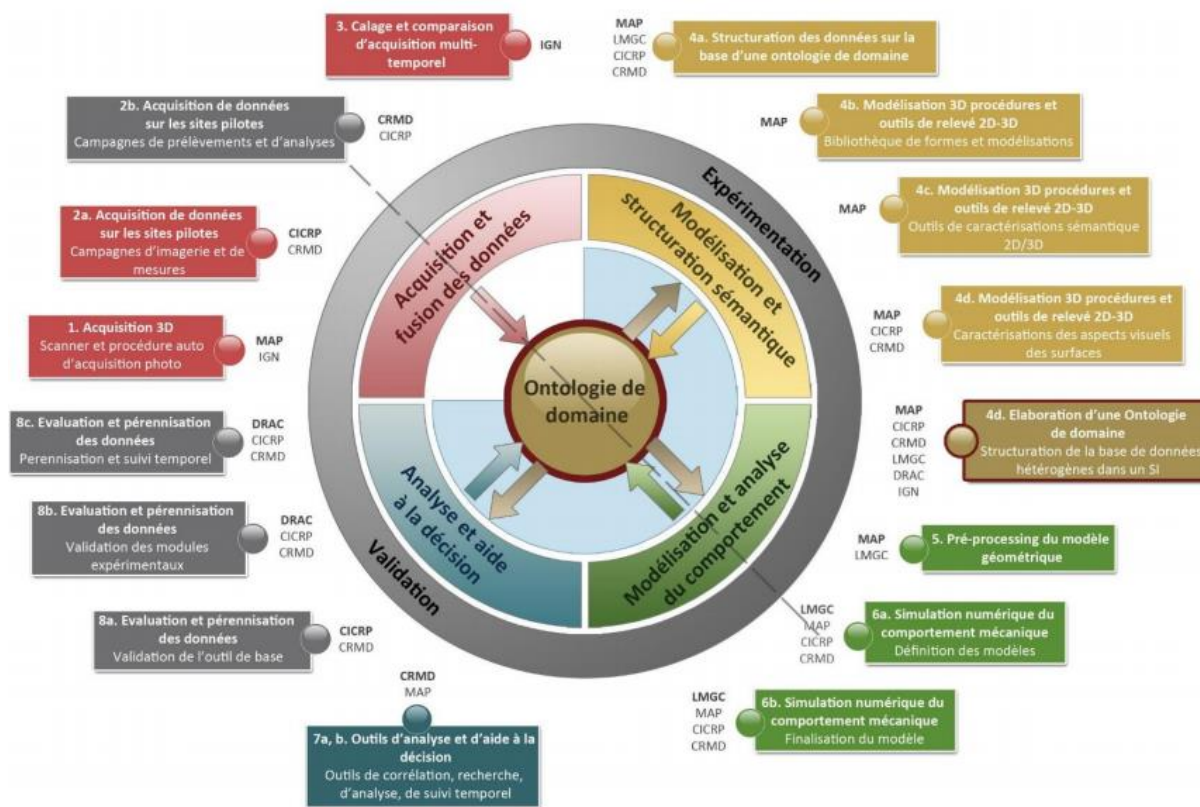 3. Calage et comparaison
d'acquisition multi-
temporel
IGN
MAP
LMGC
CICRP
CRMD
4a. Structuration des données sur la
base d'une ontologie de domaine
2b. Acquisition de données
sur les sites pilotes
Campagnes de prélèvements et d'analyses
CRMD
CICRP
MAP
4b. Modélisation 3D procédures et
outils de relevé 2D-3D
Bibliothèque de formes et modélisations
2a. Acquisition de données
sur les sites pilotes
Campagnes d'imagerie et de
mesures
CICRP
CRMD
MAP
4c. Modélisation 3D procédures et
outils de relevé 2D-3D
Outils de caractérisations sémantique
2D/3D
1. Acquisition 3D
Scanner et procédure auto
d'acquisition photo
MAP
IGN
MAP
CICRP
CRMD
4d. Modélisation 3D procédures et
outils de relevé 2D-3D
Caractérisations des aspects visuels
des surfaces
8c. Evaluation et pérennisation
des données
Perennisation et suivi temporel
DRAC
CICRP
CRMD
MAP
CICRP
CRMD
LMGC
DRAC
IGN
4d. Elaboration d'une Ontologie
de domaine
Structuration de la base de données
hétérogènes dans un SI
8b. Evaluation et pérennisation
des données
Validation des modules
expérimentaux
DRAC
CICRP
CRMD
MAP
LMGC
5. Pré-processing du modèle
géométrique
8a. Evaluation et pérennisation
des données
Validation de l'outil de base
CICRP
CRMD
LMGC
MAP
CICRP
CRMD
6a. Simulation numérique du
comportement mécanique
Définition des modèles
CRMD
MAP
7a, b. Outils d'analyse et d'aide à la
décision
Outils de corrélation, recherche,
d'analyse, de suivi temporel
LMGC
MAP
CICRP
CRMD
6b. Simulation numérique du
comportement mécanique
Finalisation du modèle
Expérimentation
Validation
Acquisition et
fusion des données
Modélisation et
structuration sémantique
Ontologie de
domaine
Analyse et aide
à la décision
Modélisation et analyse
du comportement